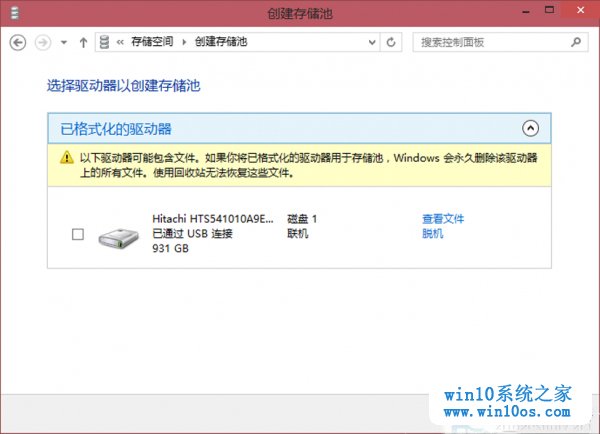 创建存储池
« 存储空间 ▸ 创建存储池
搜索控制面板
选择驱动器以创建存储池
已格式化的驱动器
以下驱动器可能包含文件。如果你将已格式化的驱动器用于存储池，Windows 会永久删除该驱动器
上的所有文件。使用回收站无法恢复这些文件。
Hitachi HTS541010A9E... 磁盘 1 查看文件
已通过 USB 连接 联机 脱机
931 GB
win10系统之家
www.win10os.com